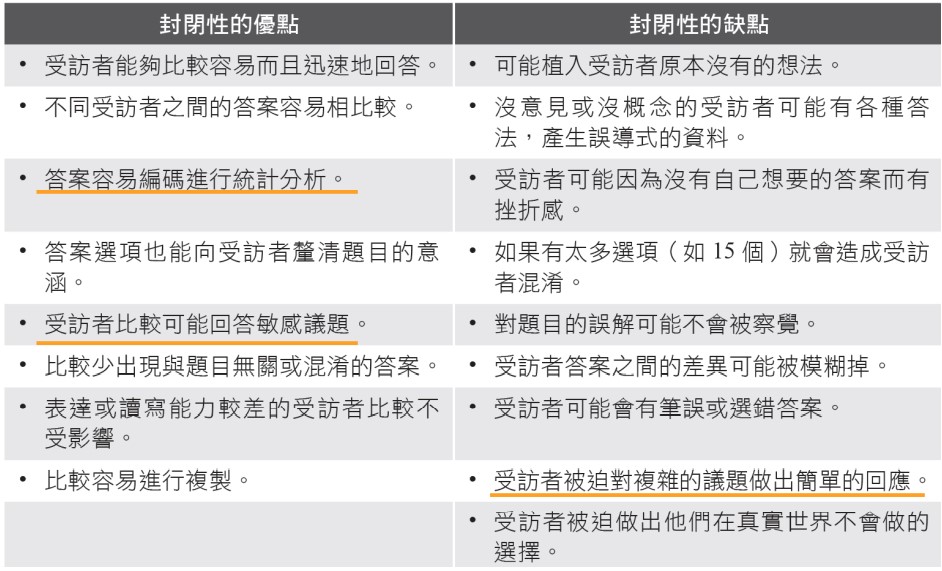 封閉性的優點
封閉性的缺點
• 受訪者能夠比較容易而且迅速地回答。
• 可能植入受訪者原本沒有的想法。
• 不同受訪者之間的答案容易相比較。
• 沒意見或沒概念的受訪者可能有各種答
法，產生誤導式的資料。
• 答案容易編碼進行統計分析。
• 受訪者可能因為沒有自己想要的答案而有
挫折感。
• 答案選項也能向受訪者釐清題目的意
涵。
• 如果有太多選項（如 15 個）就會造成受訪
者混淆。
• 受訪者比較可能回答敏感議題。
• 對題目的誤解可能不會被察覺。
• 比較少出現與題目無關或混淆的答案。
• 受訪者答案之間的差異可能被模糊掉。
• 表達或讀寫能力較差的受訪者比較不
受影響。
• 受訪者可能會有筆誤或選錯答案。
• 比較容易進行複製。
• 受訪者被迫對複雜的議題做出簡單的回應。
• 受訪者被迫做出他們在真實世界不會做的
選擇。